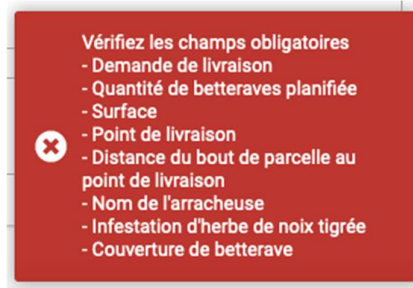 Vérifiez les champs obligatoires
- Demande de livraison
- Quantité de betteraves planifiée
- Surface
- Point de livraison
- Distance du bout de parcelle au
point de livraison
- Nom de l'arracheuse
- Infestation d'herbe de noix tigrée
- Couverture de betterave